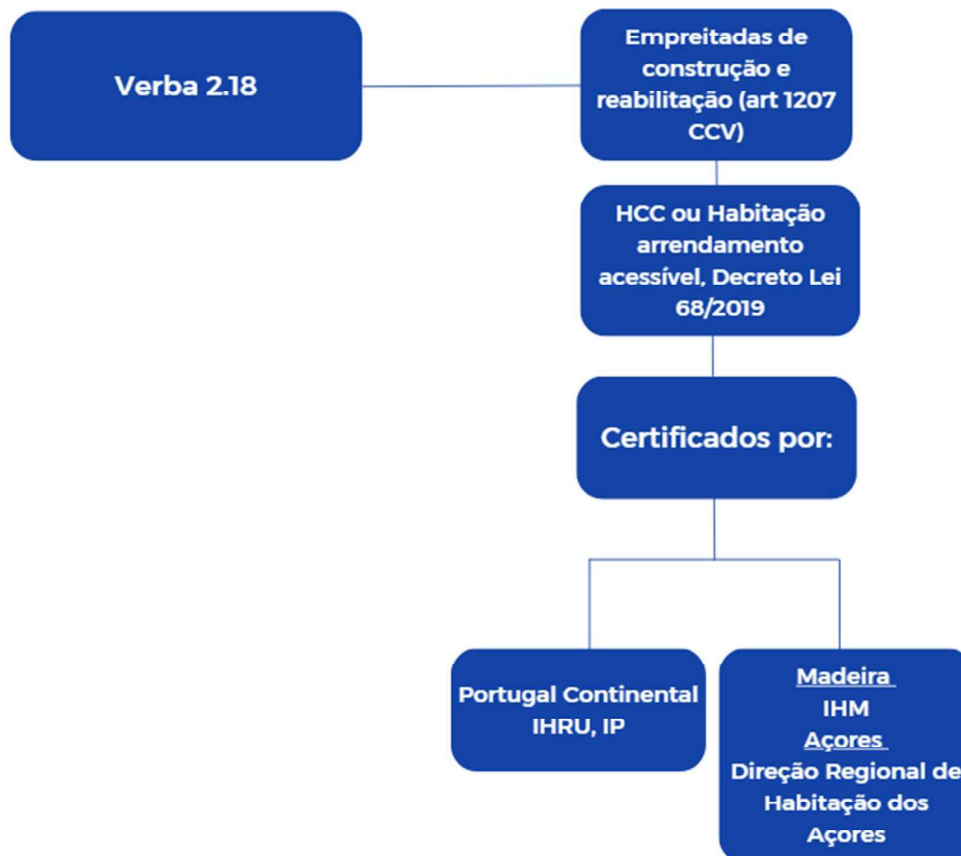 Verba 2.18
Empreitadas de
construção e
reabilitação (art 1207
CCV)
HCC ou Habitação
arrendamento
acessível, Decreto Lei
68/2019
Certificados por:
Portugal Continental
IHRU, IP
Madeira
IHM
Açores
Direção Regional de
Habitação dos
Açores